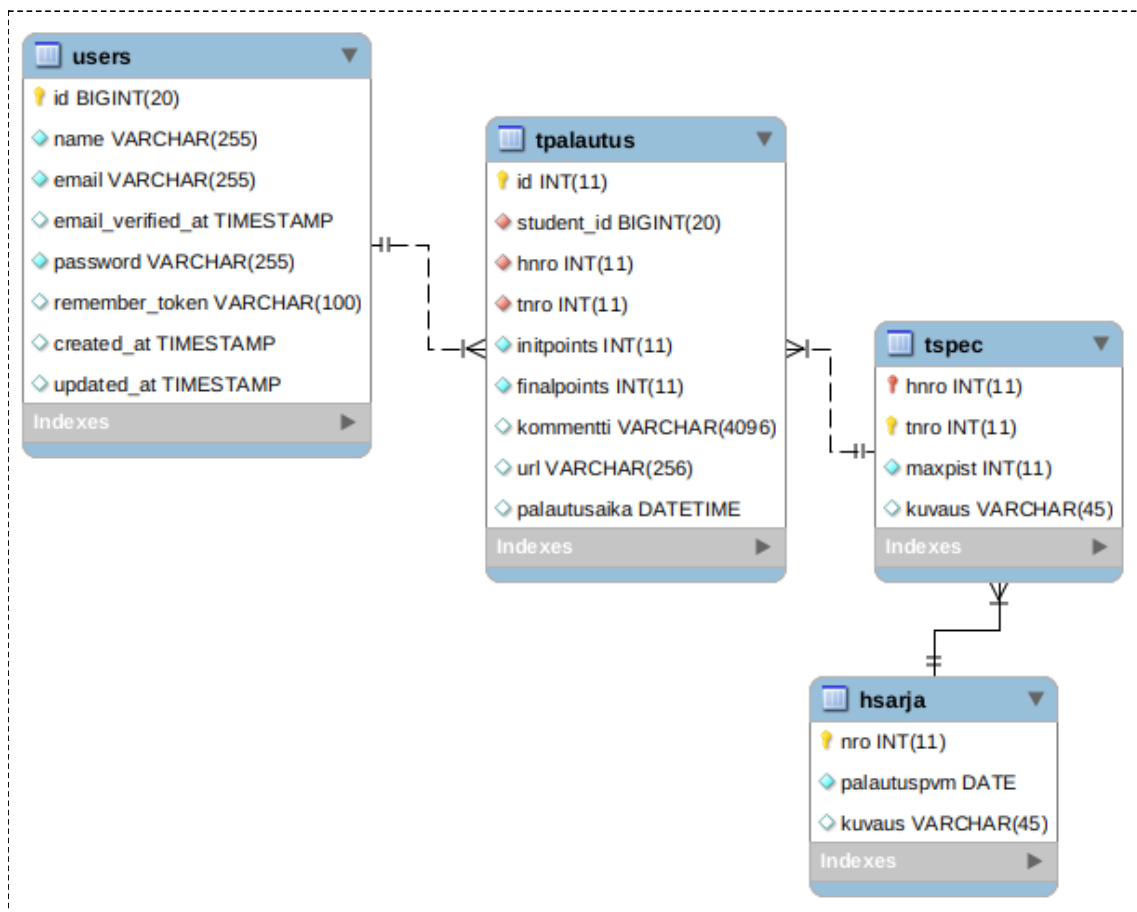 users
id BIGINT(20)
name VARCHAR(255)
email VARCHAR(255)
email_verified_at TIMESTAMP
password VARCHAR(255)
remember_token VARCHAR(100)
created_at TIMESTAMP
updated_at TIMESTAMP
Indexes
tpalautus
id INT(11)
student_id BIGINT(20)
hnro INT(11)
tnro INT(11)
initpoints INT(11)
finalpoints INT(11)
kommentti VARCHAR(4096)
url VARCHAR(256)
palautusaika DATETIME
Indexes
tspec
hnro INT(11)
tnro INT(11)
maxpist INT(11)
kuvaus VARCHAR(45)
Indexes
hsarja
nro INT(11)
palautuspvm DATE
kuvaus VARCHAR(45)
Indexes